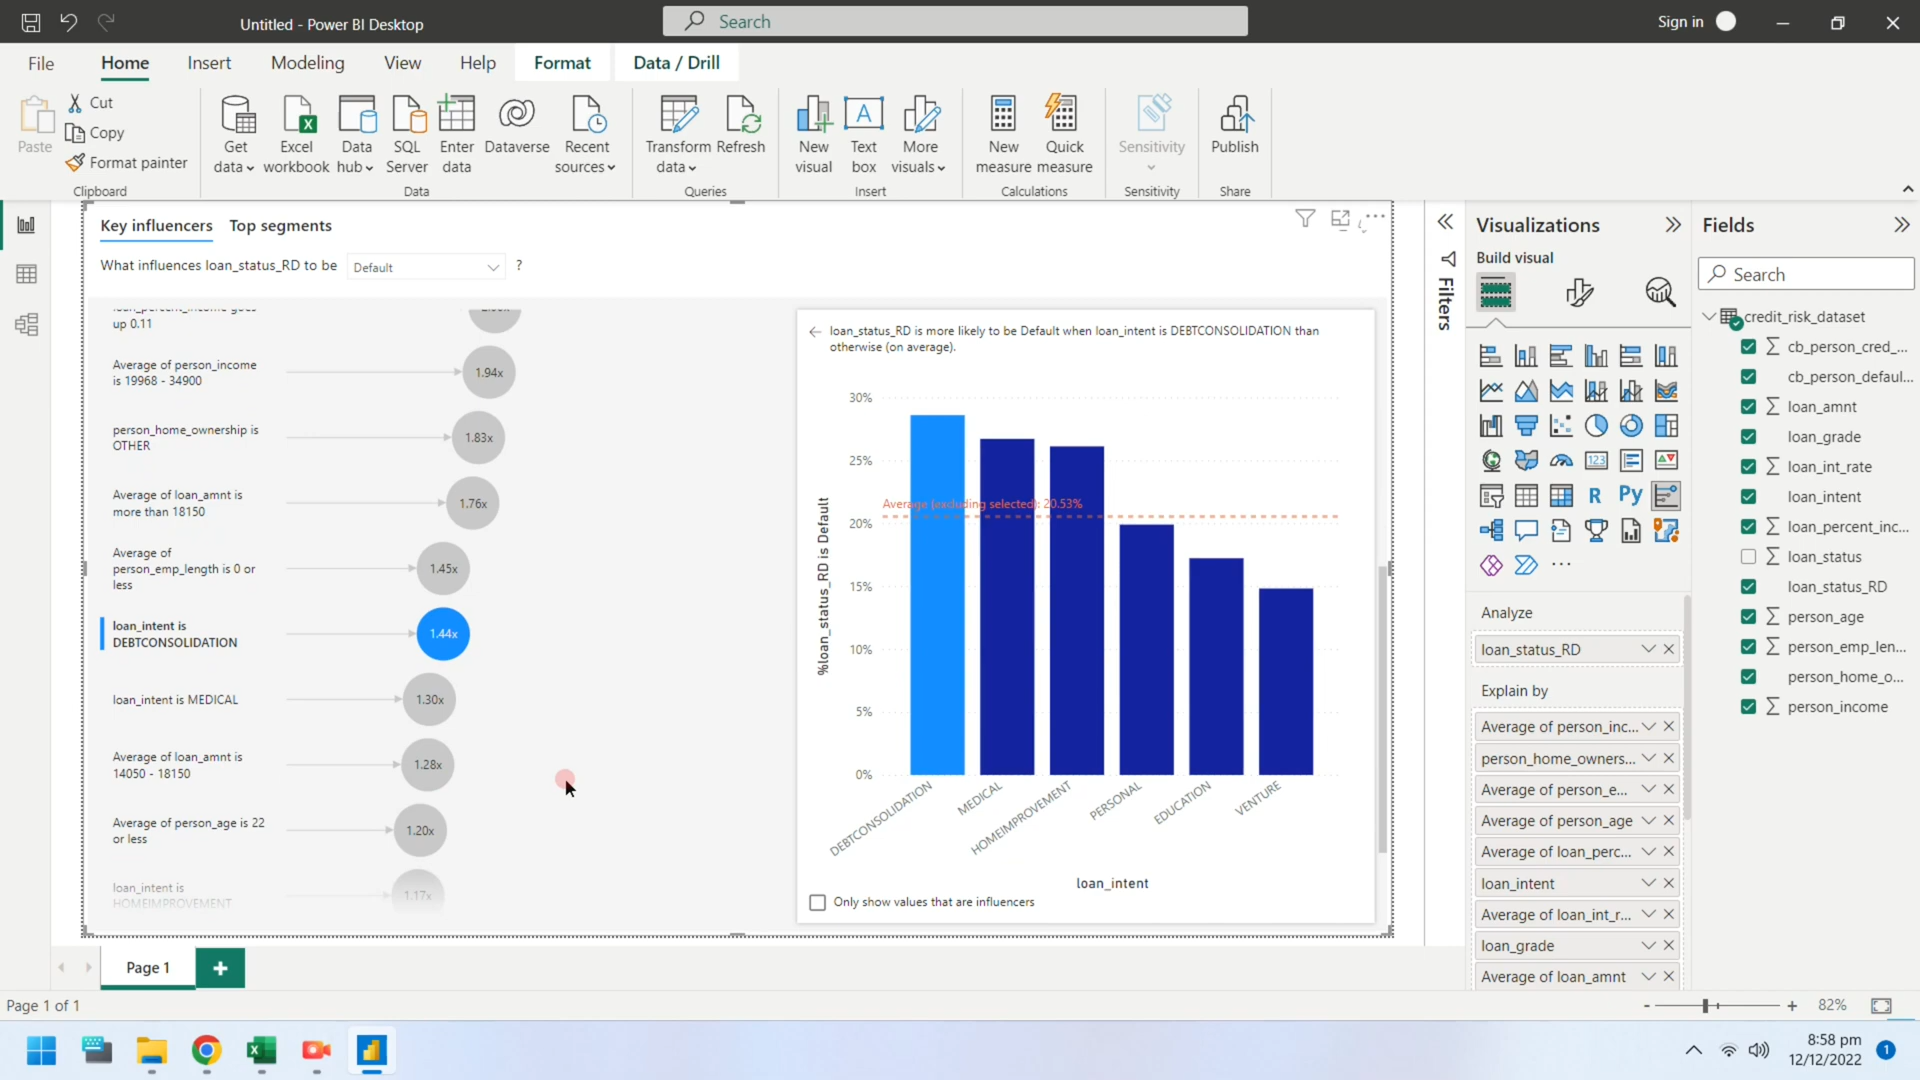 Untitled - Power BI Desktop
Search
Sign in
File
Home
Insert
Modeling
View
Help
Format
Data / Drill
Paste
Cut
Copy
Format painter
Clipboard
Get
data
Excel
workbook
Data
hub
SQL
Server
Enter
data
Dataverse
Recent
sources
Data
Transform
data
Refresh
Queries
New
visual
Text
box
More
visuals
Insert
New
measure
Quick
measure
Calculations
Sensitivity
Sensitivity
Publish
Share
Key influencers
Top segments
What influences loan_status_RD to be
Default
?
up 0.11
Average of person_income
is 19968 - 34900
1.94x
person_home_ownership is
OTHER
1.83x
Average of loan_amnt is
more than 18150
1.76x
Average of
person_emp_length is 0 or
less
1.45x
loan_intent is
DEBTCONSOLIDATION
1.44x
loan_intent is MEDICAL
1.30x
Average of loan_amnt is
14050 - 18150
1.28x
Average of person_age is 22
or less
1.20x
loan_intent is
HOMEIMPROVEMENT
1.17x
loan_status_RD is more likely to be Default when loan_intent is DEBTCONSOLIDATION than
otherwise (on average).
%loan_status_RD is Default
30%
25%
20%
15%
10%
5%
0%
Average (excluding selected): 20.53%
DEBTCONSOLIDATION
MEDICAL
HOMEIMPROVEMENT
PERSONAL
EDUCATION
VENTURE
loan_intent
Only show values that are influencers
Filters
Visualizations
Build visual
123
R
Py
Analyze
loan_status_RD
Explain by
Average of person_inc...
person_home_owners...
Average of person_e...
Average of person_age
Average of loan_perc...
loan_intent
Average of loan_int_r...
loan_grade
Average of loan_amnt
Fields
Search
credit_risk_dataset
cb_person_cred_...
cb_person_defaul...
loan_amnt
loan_grade
loan_int_rate
loan_intent
loan_percent_inc...
loan_status
loan_status_RD
person_age
person_emp_len...
person_home_o...
person_income
Page 1
Page 1 of 1
82%
8:58 pm
12/12/2022
1